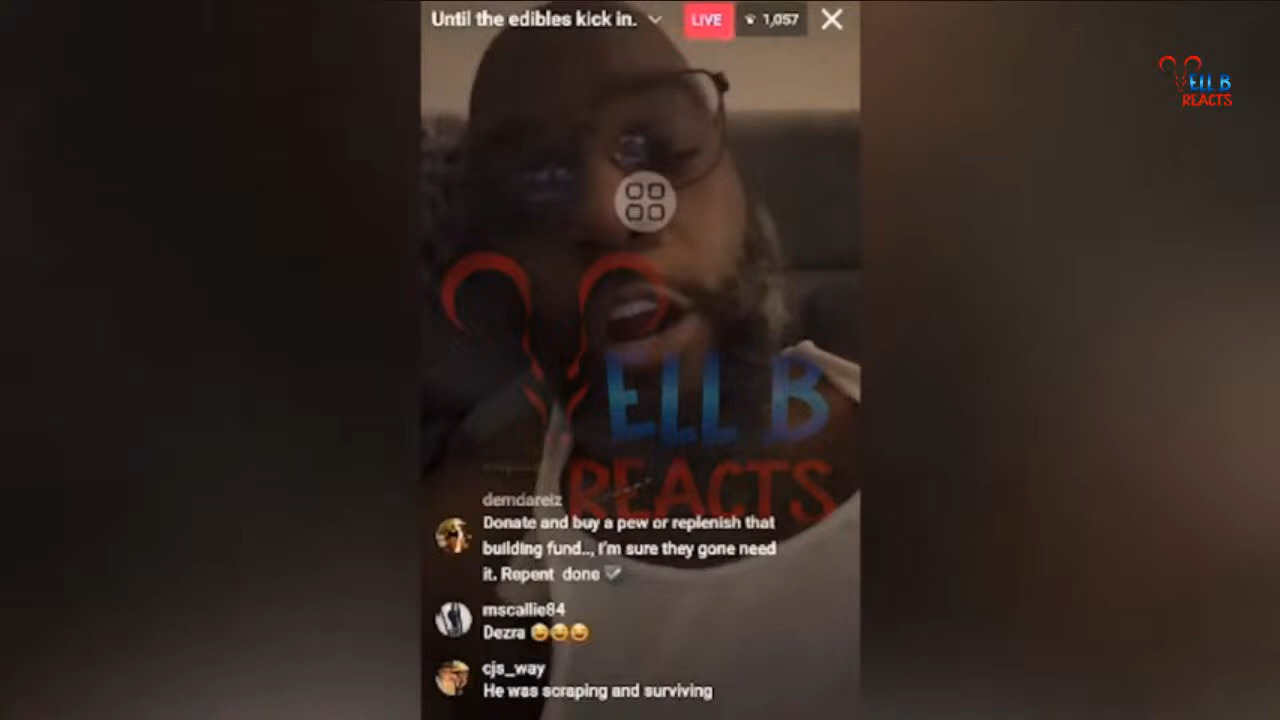 Until the edibles kick in.
LIVE
1,057
ELL B
REACTS
ELL B
REACTS
demdareiz
Donate and buy a pew or replenish that
building fund.., I'm sure they gone need
it. Repent done
mscallie84
Dezra 😆😆😆
cjs_way
He was scraping and surviving